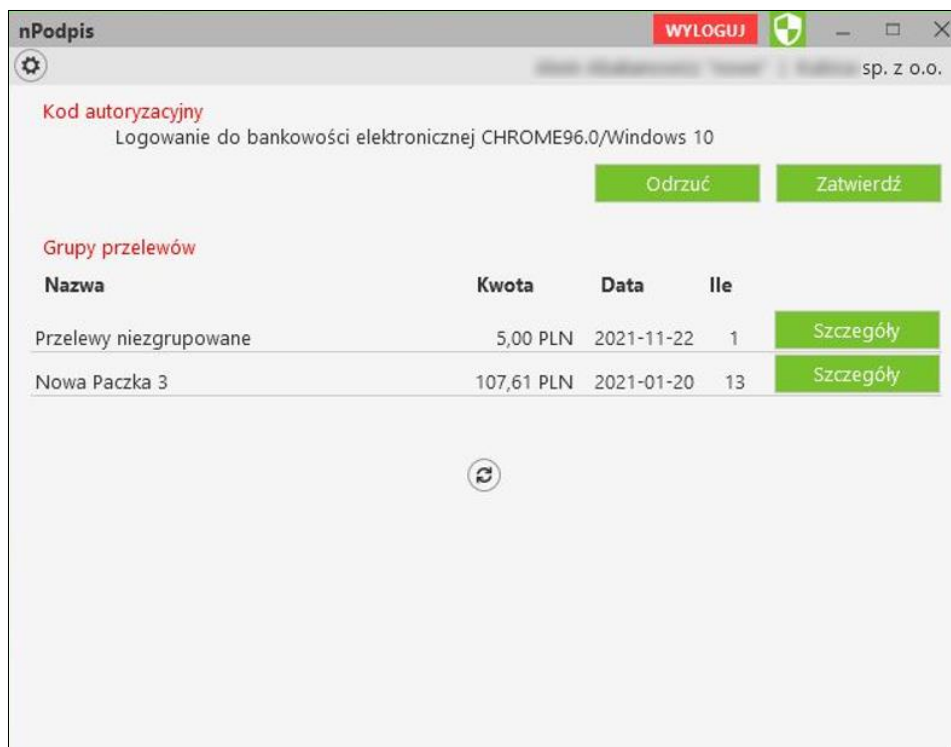 nPodpis WYLOGUJ
sp. z o.o.
Kod autoryzacyjny
Logowanie do bankowości elektronicznej CHROME96.0/Windows 10
Odrzuć Zatwierdź
Grupy przelewów
Nazwa Kwota Data Ile
Przelewy niezgrupowane 5,00 PLN 2021-11-22 1 Szczegóły
Nowa Paczka 3 107,61 PLN 2021-01-20 13 Szczegóły